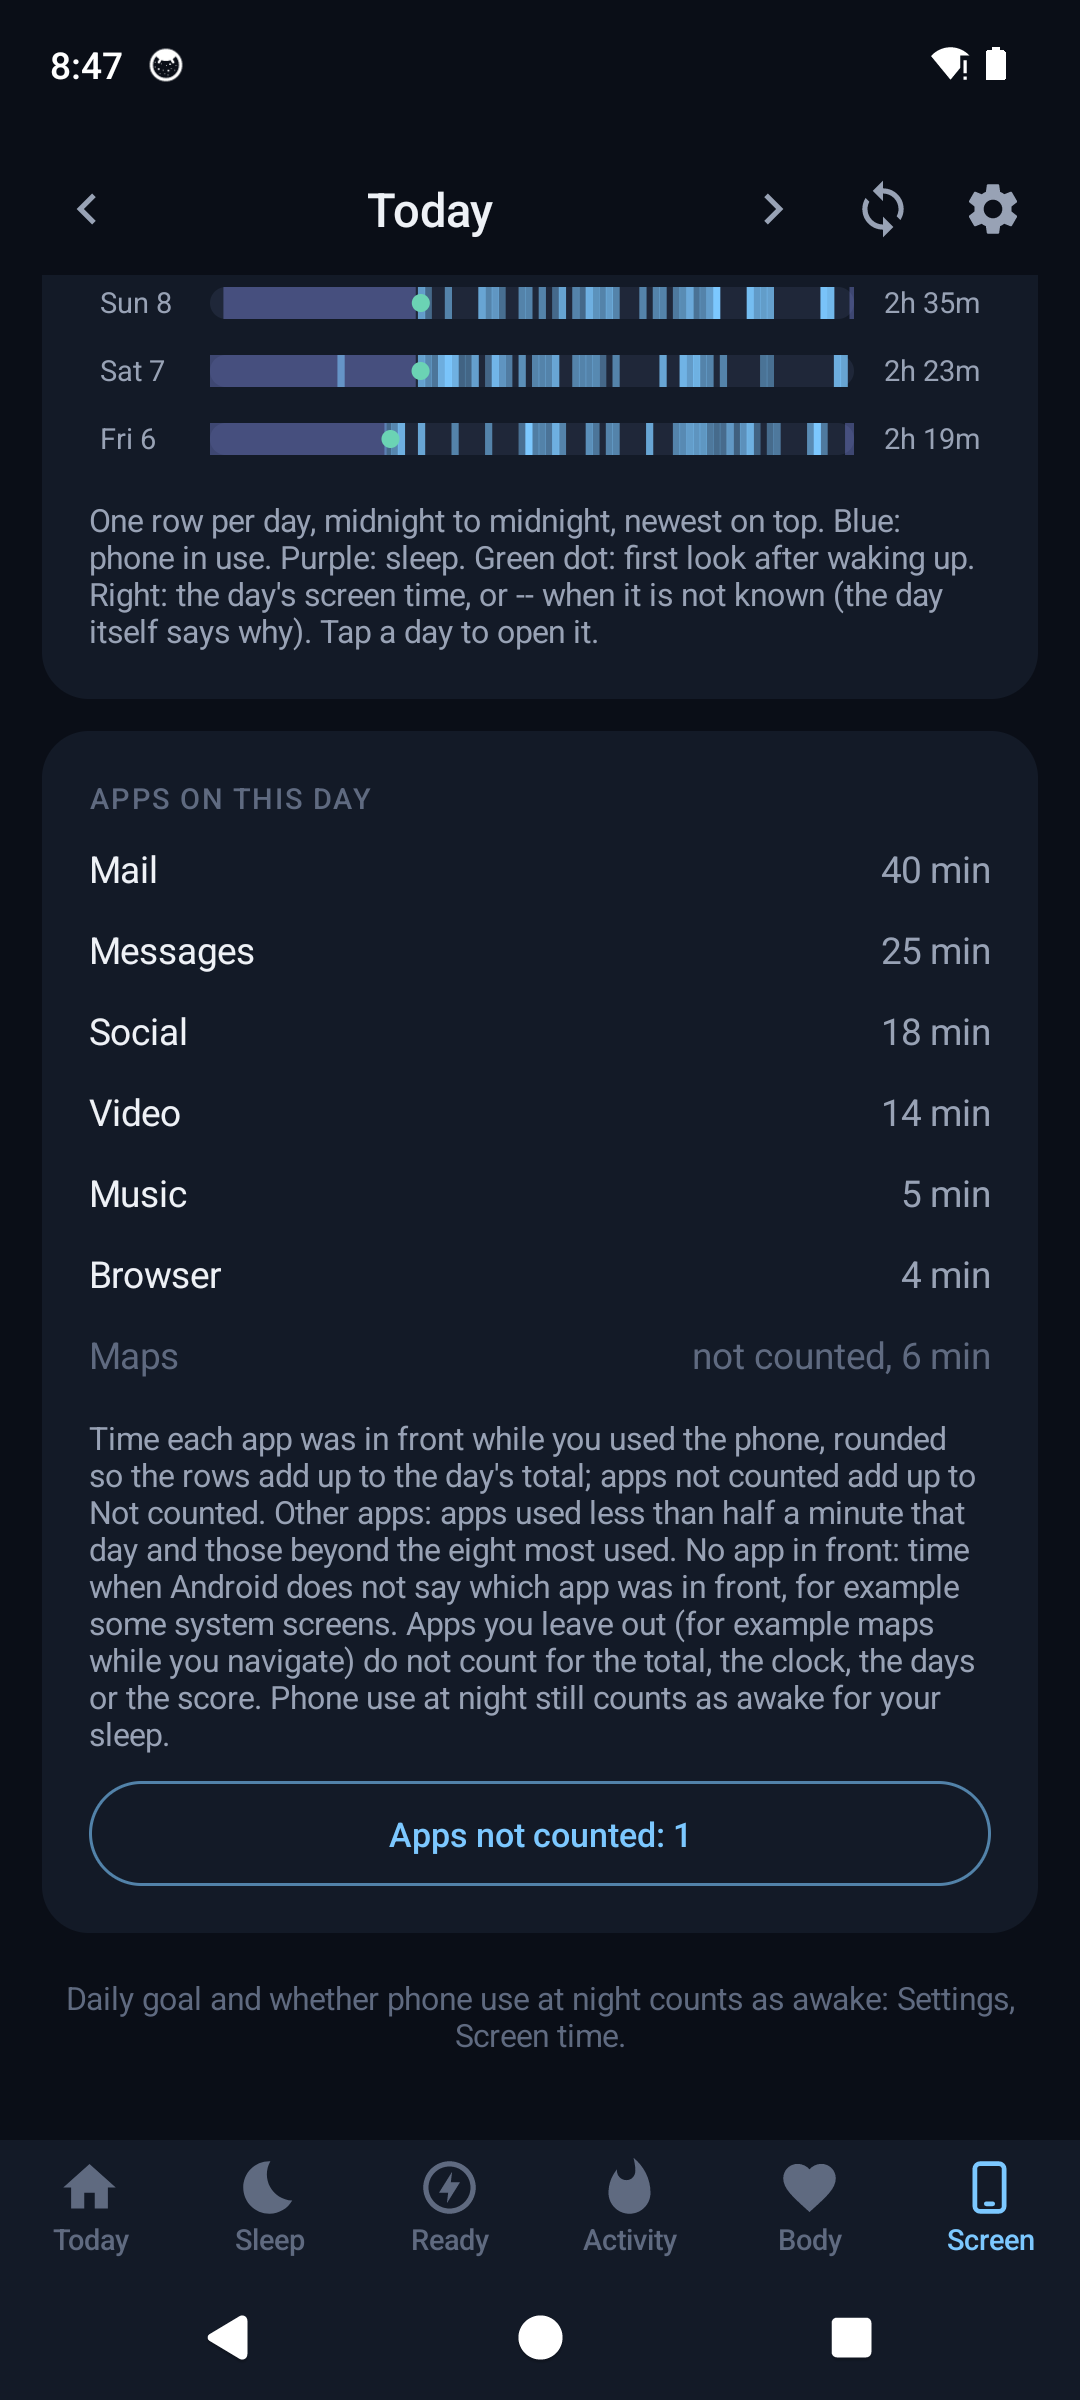 8:47
Today
Sun 8 2h 35m
Sat 7 2h 23m
Fri 6 2h 19m
One row per day, midnight to midnight, newest on top. Blue:
phone in use. Purple: sleep. Green dot: first look after waking up.
Right: the day's screen time, or -- when it is not known (the day
itself says why). Tap a day to open it.
APPS ON THIS DAY
Mail 40 min
Messages 25 min
Social 18 min
Video 14 min
Music 5 min
Browser 4 min
Maps not counted, 6 min
Time each app was in front while you used the phone, rounded
so the rows add up to the day's total; apps not counted add up to
Not counted. Other apps: apps used less than half a minute that
day and those beyond the eight most used. No app in front: time
when Android does not say which app was in front, for example
some system screens. Apps you leave out (for example maps
while you navigate) do not count for the total, the clock, the days
or the score. Phone use at night still counts as awake for your
sleep.
Apps not counted: 1
Daily goal and whether phone use at night counts as awake: Settings,
Screen time.
Today Sleep Ready Activity Body Screen